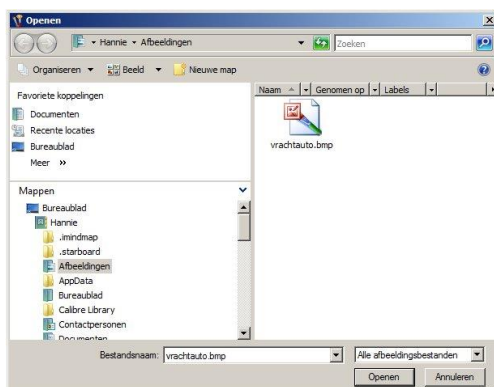 Openen
Hannie Afbeeldingen
Zoeken
Organiseren Beeld Nieuwe map
Favoriete koppelingen
Documenten
Recente locaties
Bureaublad
Meer »
Naam Genomen op Labels
vrachtauto.bmp
Mappen
Bureaublad
Hannie
.imindmap
.starboard
Afbeeldingen
AppData
Bureaublad
Calibre Library
Contactpersonen
Documenten
Bestandsnaam: vrachtauto.bmp Alle afbeeldingsbestanden
Openen Annuleren